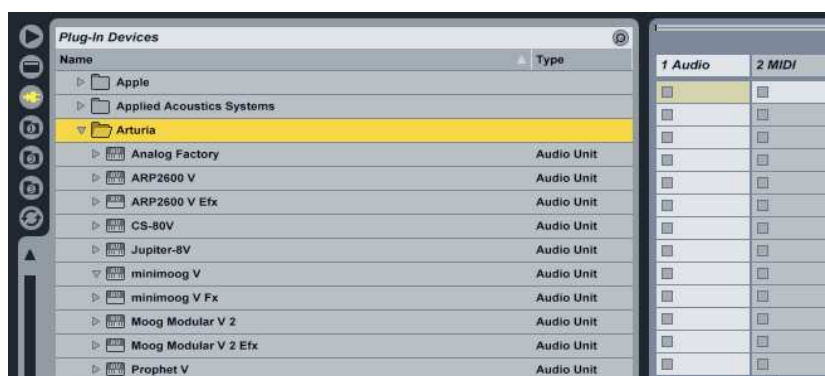 Plug-In Devices
Name Type
Apple
Applied Acoustics Systems
Arturia
Analog Factory Audio Unit
ARP2600 V Audio Unit
ARP2600 V Efx Audio Unit
CS-80V Audio Unit
Jupiter-8V Audio Unit
minimoog V Audio Unit
minimoog V Fx Audio Unit
Moog Modular V 2 Audio Unit
Moog Modular V 2 Efx Audio Unit
Prophet V Audio Unit
1 Audio 2 MIDI